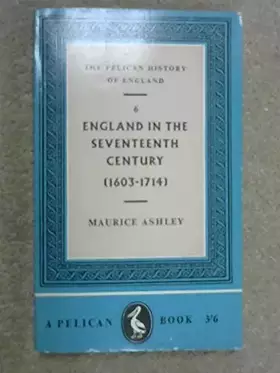 THE PELICAN HISTORY
OF ENGLAND
6
ENGLAND IN THE
SEVENTEENTH
CENTURY
(1603-1714)
MAURICE ASHLEY
A PELICAN BOOK 3/6